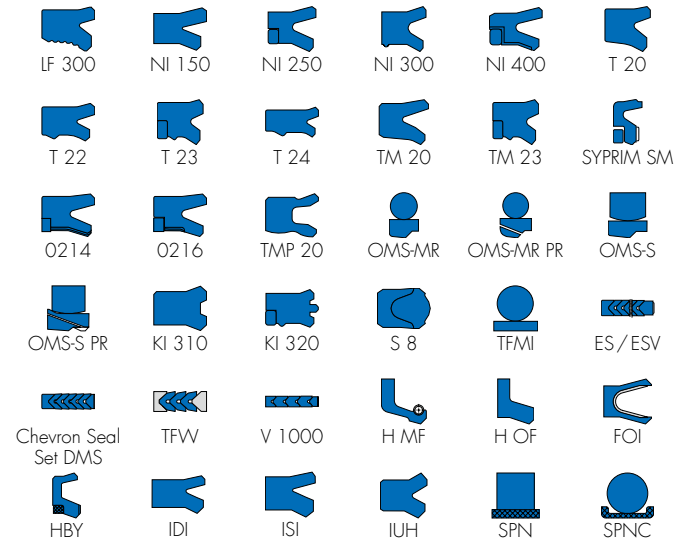 LF 300
NI 150
NI 250
NI 300
NI 400
T 20
T 22
T 23
T 24
TM 20
TM 23
SYPRIM SM
0214
0216
TMP 20
OMS-MR
OMS-MR PR
OMS-S
OMS-S PR
KI 310
KI 320
S 8
TFMI
ES/ESV
Chevron Seal
Set DMS
TFW
V 1000
H MF
H OF
FOI
HBY
IDI
ISI
IUH
SPN
SPNC